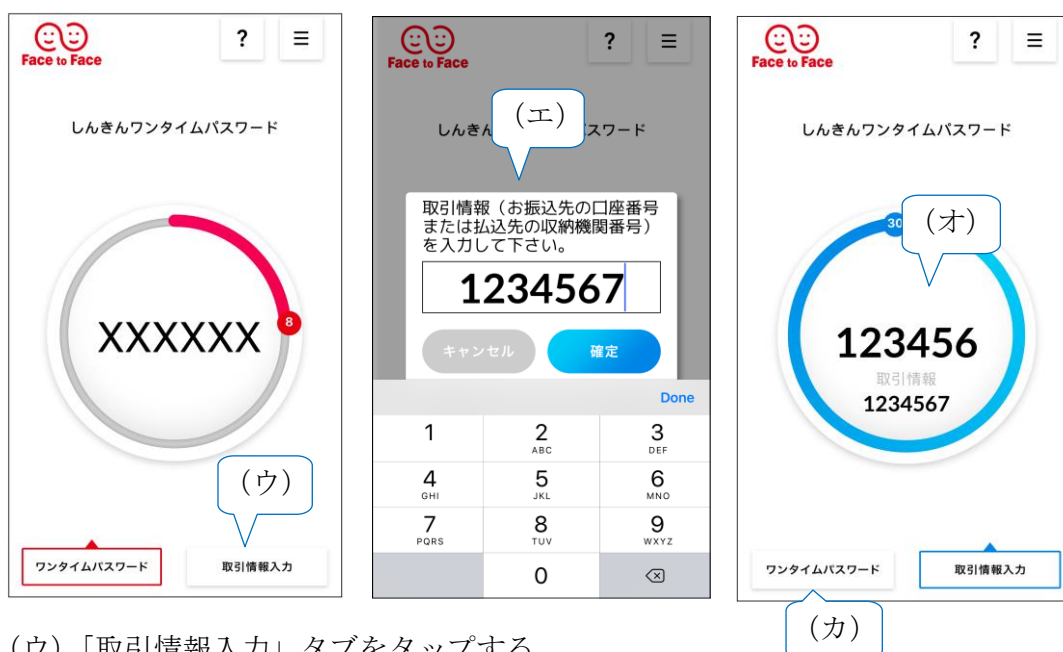 Face to Face
?
≡
しんきんワンタイムパスワード
XXXXXX
8
(ウ)
ワンタイムパスワード
取引情報入力
Face to Face
?
≡
(エ)
しんきん
スワード
取引情報(お振込先の口座番号
または払込先の収納機関番号)
を入力して下さい。
1234567
キャンセル
確定
Done
1
2
ABC
3
DEF
4
GHI
5
JKL
6
MNO
7
PQRS
8
TUV
9
WXYZ
0
Face to Face
?
≡
しんきんワンタイムパスワード
30
(オ)
123456
取引情報
1234567
ワンタイムパスワード
取引情報入力
(カ)
(ウ)「取引情報入力」タブをタップする